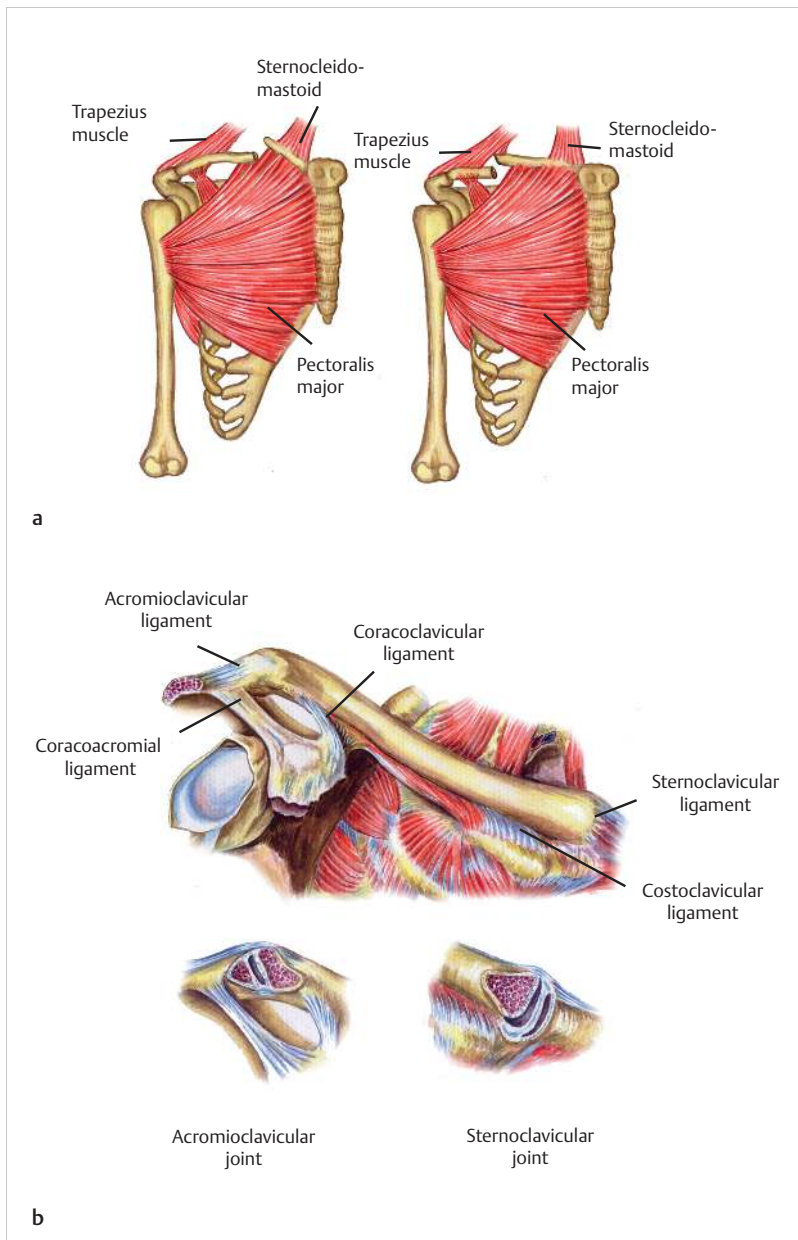 Sternocleido-
mastoid
Trapezius
muscle
Pectoralis
major
Trapezius
muscle
Sternocleido-
mastoid
Pectoralis
major
a
Acromioclavicular
ligament
Coracoclavicular
ligament
Coracoacromial
ligament
Sternoclavicular
ligament
Costoclavicular
ligament
Acromioclavicular
joint
Sternoclavicular
joint
b